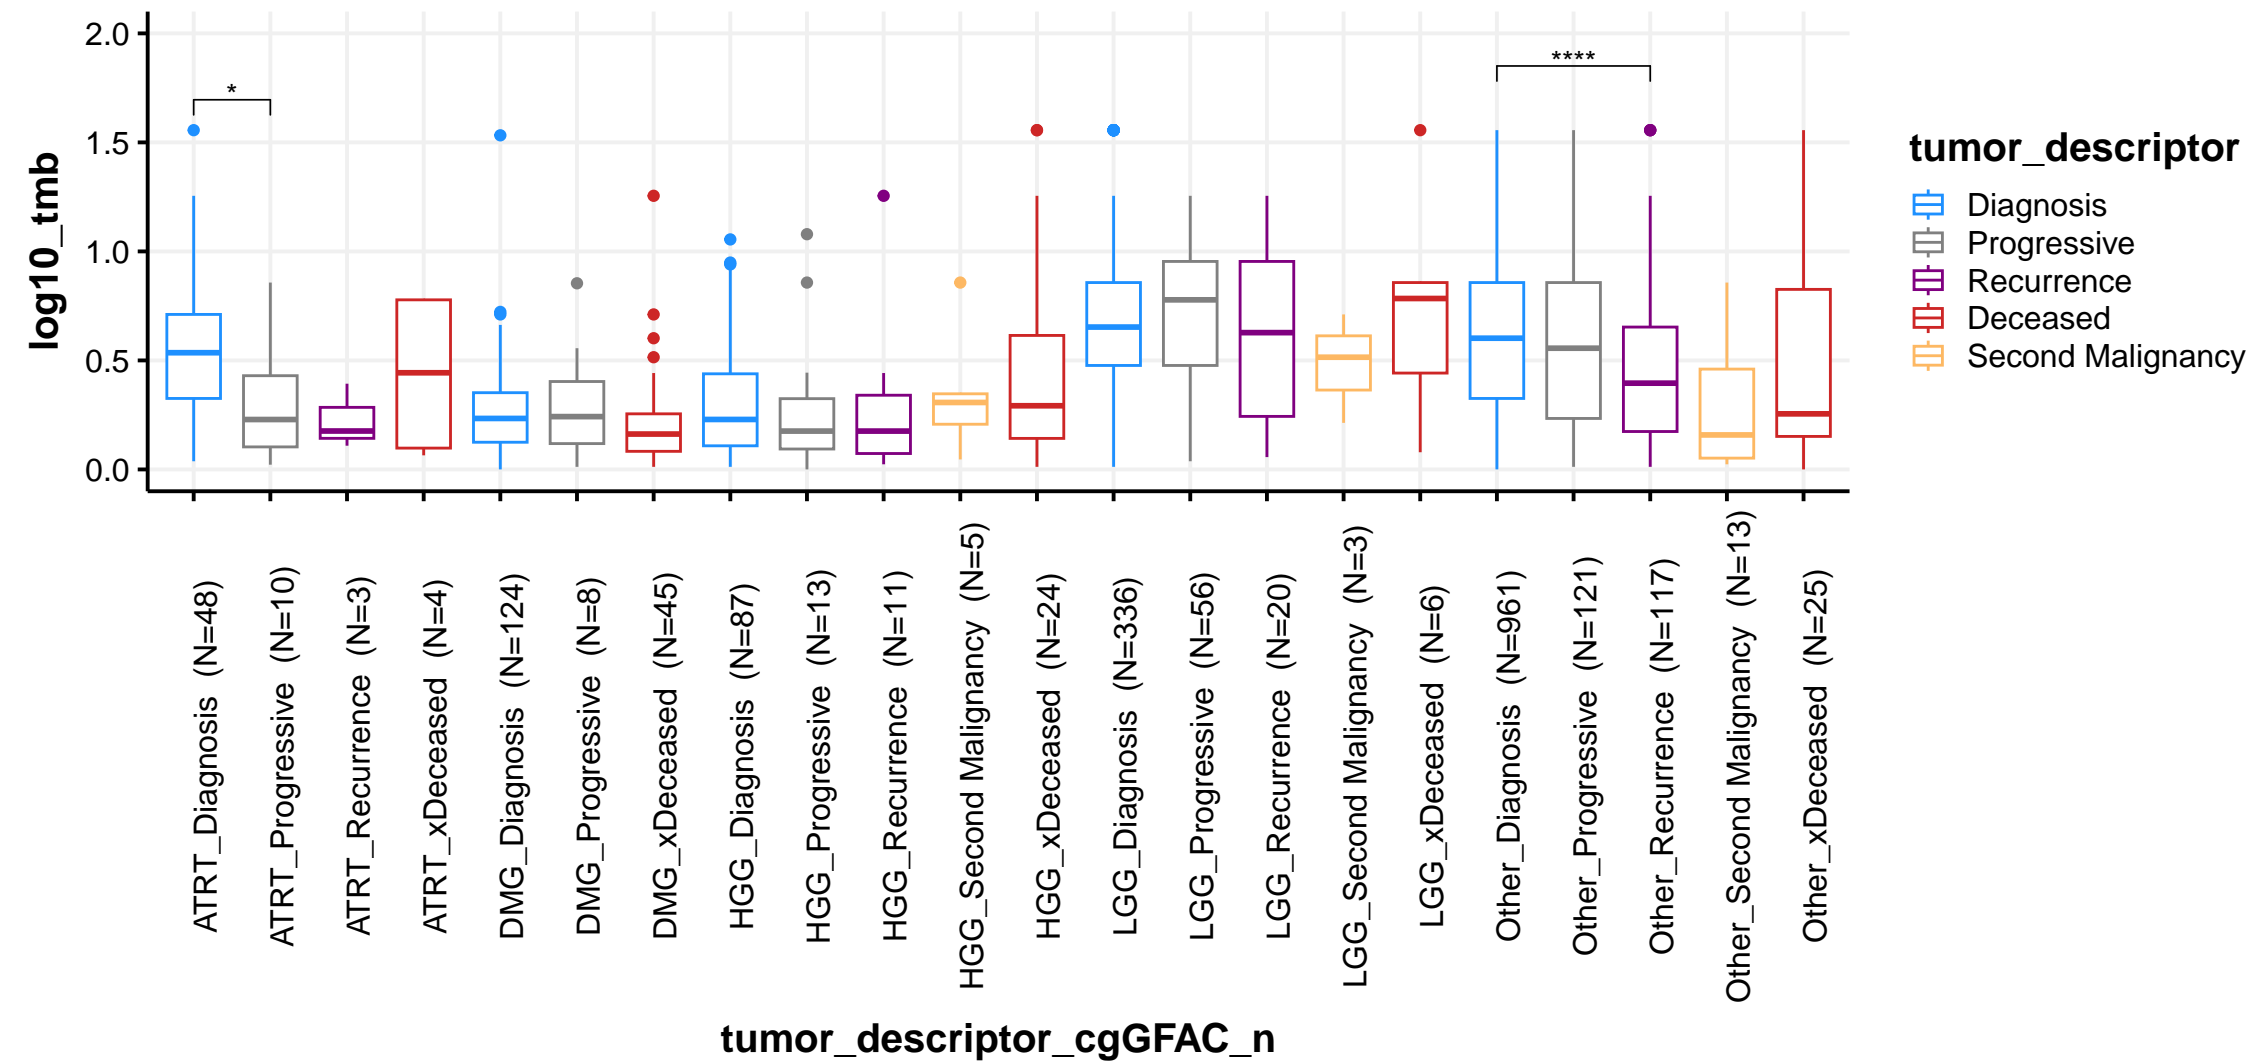 log10_tmb
2.0
1.5
1.0
0.5
0.0
*
****
ATRT_Diagnosis (N=48)
ATRT_Progressive (N=10)
ATRT_Recurrence (N=3)
ATRT_xDeceased (N=4)
DMG_Diagnosis (N=124)
DMG_Progressive (N=8)
DMG_xDeceased (N=45)
HGG_Diagnosis (N=87)
HGG_Progressive (N=13)
HGG_Recurrence (N=11)
HGG_Second Malignancy (N=5)
HGG_xDeceased (N=24)
LGG_Diagnosis (N=336)
LGG_Progressive (N=56)
LGG_Recurrence (N=20)
LGG_Second Malignancy (N=3)
LGG_xDeceased (N=6)
Other_Diagnosis (N=961)
Other_Progressive (N=121)
Other_Recurrence (N=117)
Other_Second Malignancy (N=13)
Other_xDeceased (N=25)
tumor_descriptor_cgGFAC_n
tumor_descriptor
Diagnosis
Progressive
Recurrence
Deceased
Second Malignancy